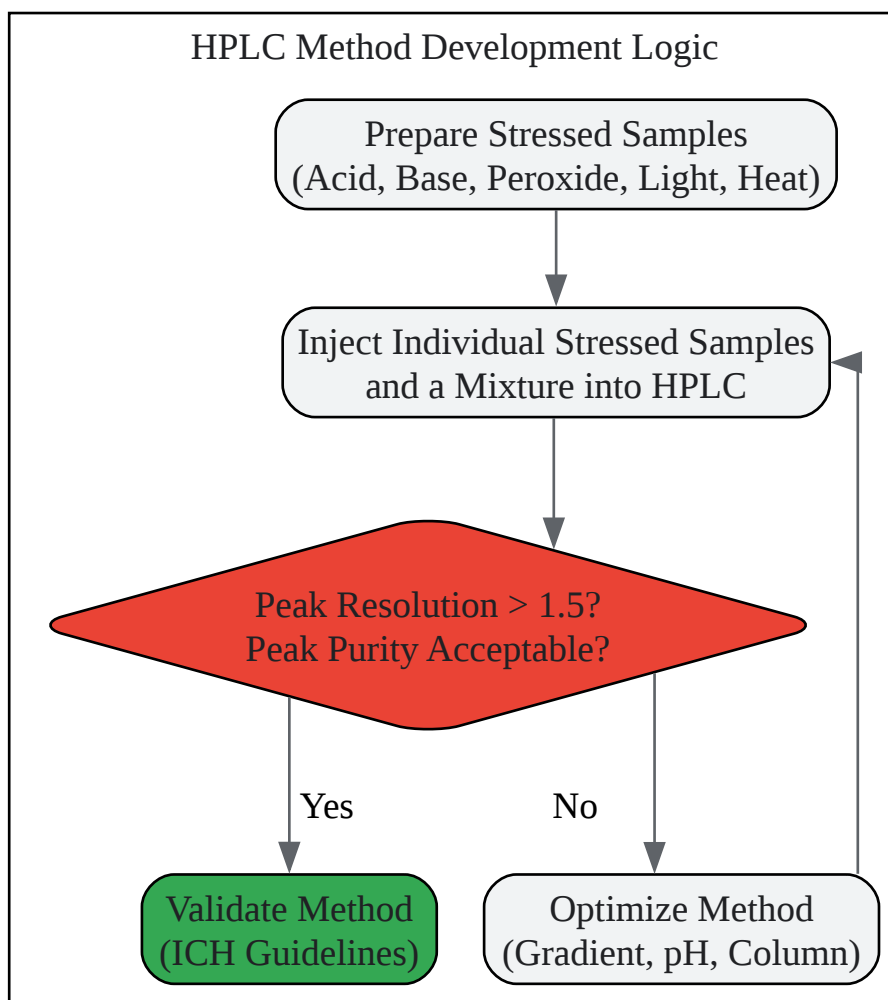 HPLC Method Development Logic
Prepare Stressed Samples
(Acid, Base, Peroxide, Light, Heat)
Inject Individual Stressed Samples
and a Mixture into HPLC
Peak Resolution > 1.5?
Peak Purity Acceptable?
Yes
No
Validate Method
(ICH Guidelines)
Optimize Method
(Gradient, pH, Column)